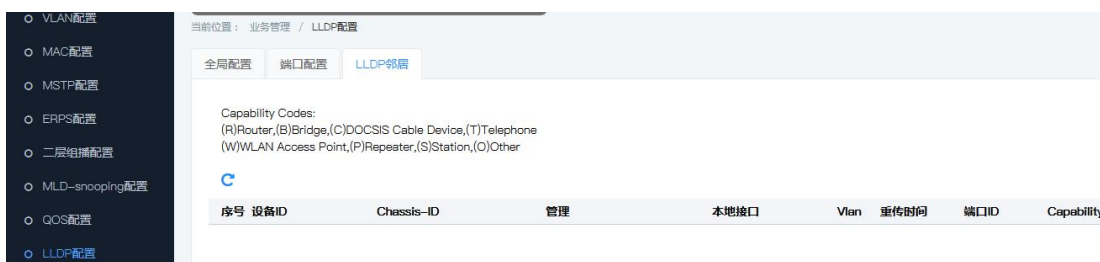 VLAN配置
MAC配置
MSTP配置
ERPS配置
二层组播配置
MLD-snooping配置
QOS配置
LLDP配置
当前位置： 业务管理 / LLDP配置
全局配置 端口配置 LLDP邻居
Capability Codes:
(R)Router,(B)Bridge,(C)DOCSIS Cable Device,(T)Telephone
(W)WLAN Access Point,(P)Repeater,(S)Station,(O)Other
序号 设备ID Chassis-ID 管理 本地接口 Vlan 重传时间 端口ID Capability